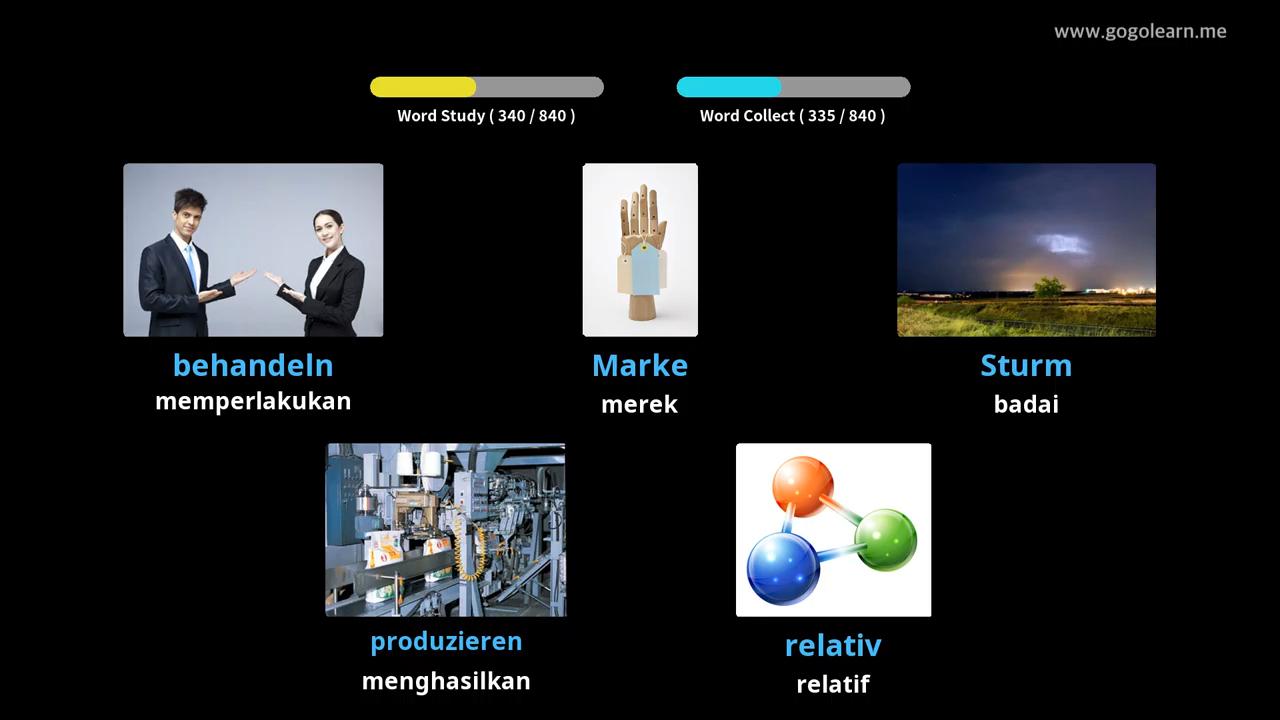 www.gogolearn.me
Word Study ( 340 / 840 )
Word Collect ( 335 / 840 )
behandeln
memperlakukan
Marke
merek
Sturm
badai
produzieren
menghasilkan
relativ
relatif